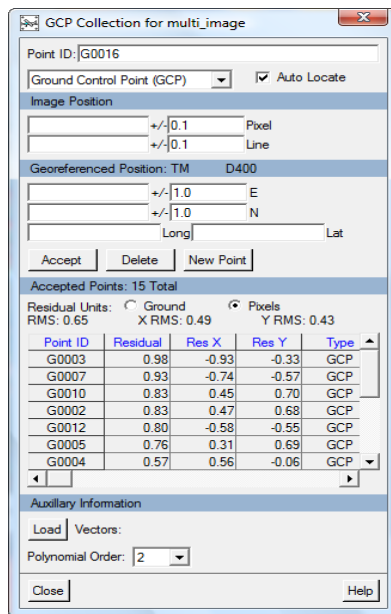 GCP Collection for multi_image
Point ID: G0016
Ground Control Point (GCP) Auto Locate
Image Position
+/- 0.1 Pixel
+/- 0.1 Line
Georeferenced Position: TM D400
+/- 1.0 E
+/- 1.0 N
Long Lat
Accept Delete New Point
Accepted Points: 15 Total
Residual Units: Ground Pixels
RMS: 0.65 X RMS: 0.49 Y RMS: 0.43
Point ID Residual Res X Res Y Type
G0003 0.98 -0.93 -0.33 GCP
G0007 0.93 -0.74 -0.57 GCP
G0010 0.83 0.45 0.70 GCP
G0002 0.83 0.47 0.68 GCP
G0012 0.80 -0.58 -0.55 GCP
G0005 0.76 0.31 0.69 GCP
G0004 0.57 0.56 -0.06 GCP
Auxillary Information
Load Vectors:
Polynomial Order: 2
Close Help